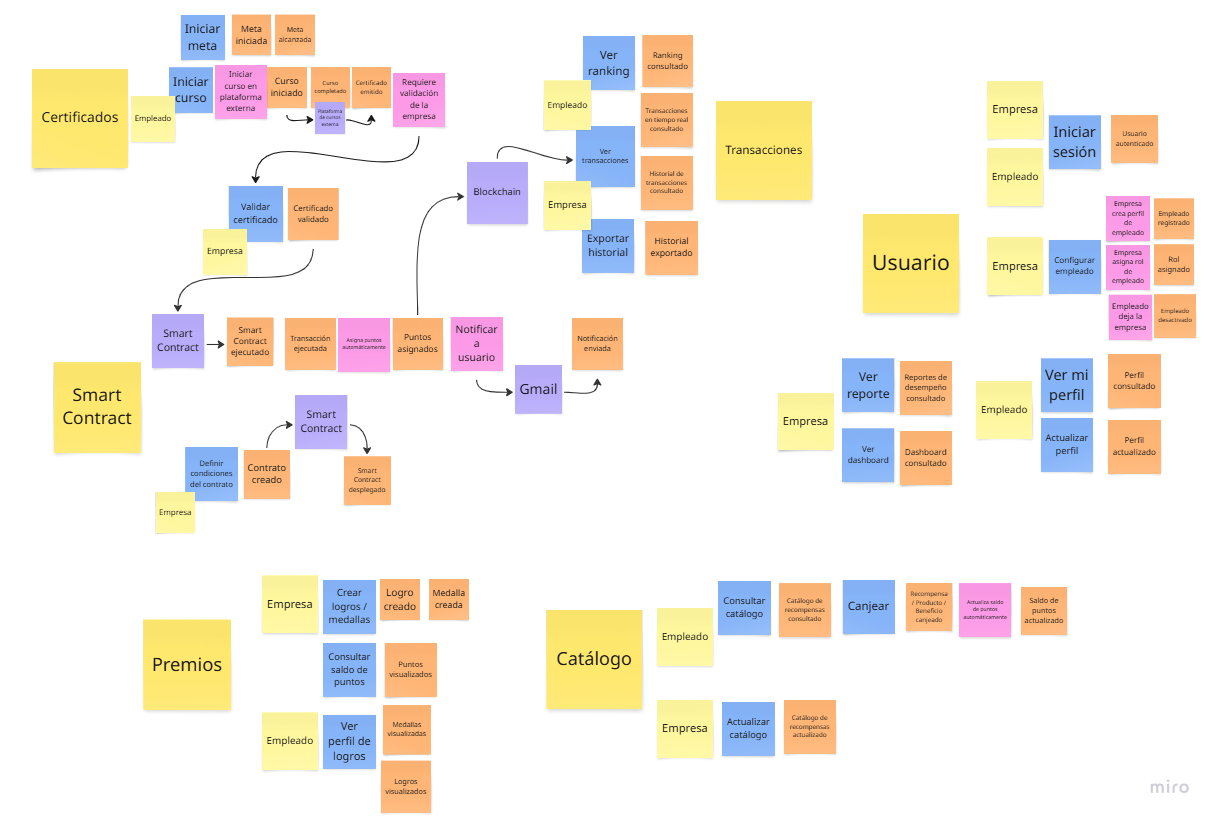 Iniciar
meta
Meta
iniciada
Meta
alcanzada
Certificados
Empleado
Iniciar
curso
Iniciar
curso en
plataforma
externa
Curso
iniciado
Curso
completado
Plataforma
de cursos
externa
Certificado
emitido
Requiere
validación
de la
empresa
Validar
certificado
Empresa
Certificado
validado
Ver
ranking
Ranking
consultado
Empleado
Transacciones
en tiempo real
consultado
Ver
transacciones
Blockchain
Historial de
transacciones
consultado
Empresa
Exportar
historial
Historial
exportado
Transacciones
Empresa
Empleado
Iniciar
sesión
Usuario
autenticado
Usuario
Empresa
Configurar
empleado
Empresa
crea perfil
de
empleado
Empleado
registrado
Empresa
asigna rol
de
empleado
Rol
asignado
Empleado
deja la
empresa
Empleado
desactivado
Smart
Contract
Smart
Contract
ejecutado
Transacción
ejecutada
Asigna puntos
automáticamente
Puntos
asignados
Notificar
a
usuario
Gmail
Notificación
enviada
Smart
Contract
Smart
Contract
Definir
condiciones
del contrato
Empresa
Contrato
creado
Smart
Contract
desplegado
Empresa
Ver
reporte
Reportes de
desempeño
consultado
Ver
dashboard
Dashboard
consultado
Empleado
Ver mi
perfil
Perfil
consultado
Actualizar
perfil
Perfil
actualizado
Premios
Empresa
Crear
logros /
medallas
Logro
creado
Medalla
creada
Consultar
saldo de
puntos
Puntos
visualizados
Empleado
Ver
perfil de
logros
Medallas
visualizadas
Logros
visualizados
Catálogo
Empleado
Consultar
catálogo
Catálogo de
recompensas
consultado
Canjear
Recompensa
/ Producto /
Beneficio
canjeado
Actualiza saldo
de puntos
automáticamente
Saldo de
puntos
actualizado
Empresa
Actualizar
catálogo
Catálogo de
recompensas
actualizado
miro